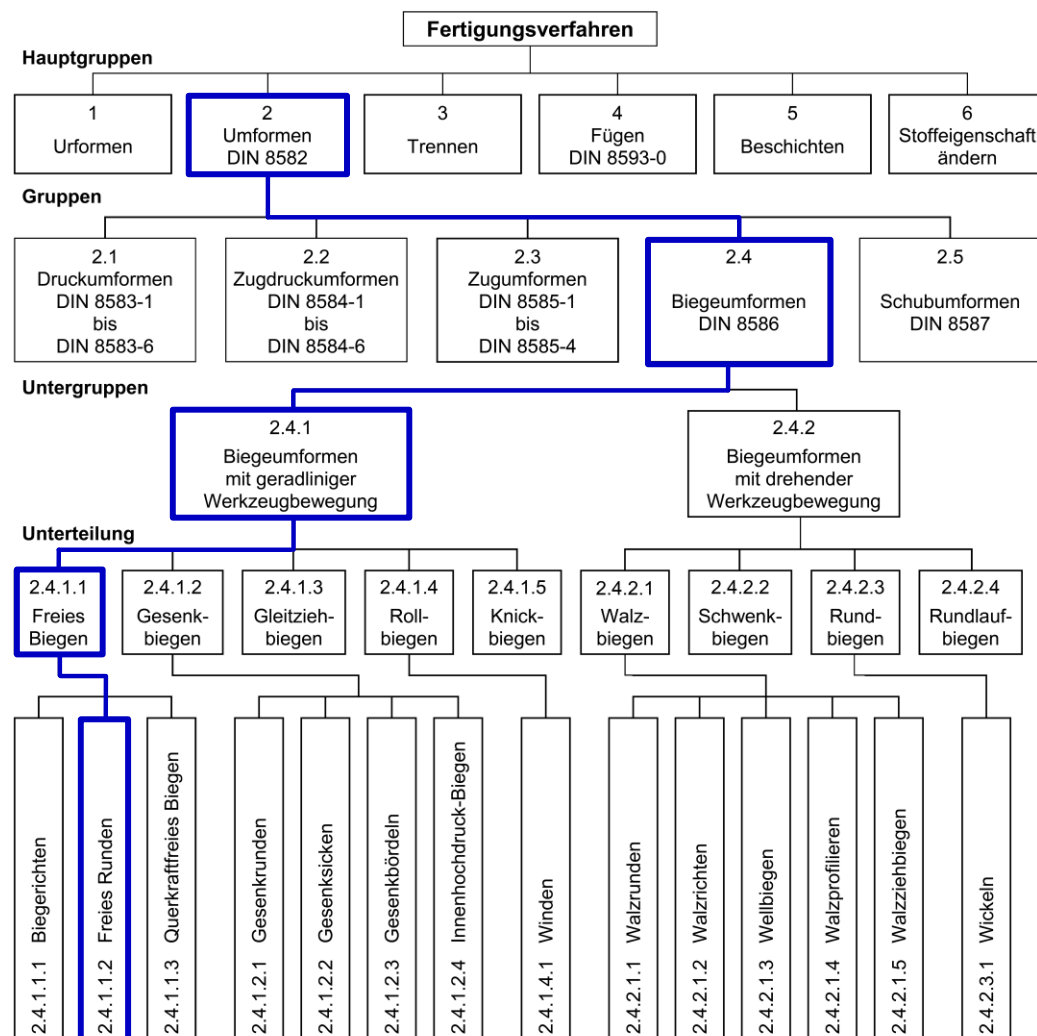 Fertigungsverfahren
Hauptgruppen
1
Urformen
2
Umformen
DIN 8582
3
Trennen
4
Fügen
DIN 8593-0
5
Beschichten
6
Stoffeigenschaft
ändern
Gruppen
2.1
Druckumformen
DIN 8583-1
bis
DIN 8583-6
2.2
Zugdruckumformen
DIN 8584-1
bis
DIN 8584-6
2.3
Zugumformen
DIN 8585-1
bis
DIN 8585-4
2.4
Biegeumformen
DIN 8586
2.5
Schubumformen
DIN 8587
Untergruppen
2.4.1
Biegeumformen
mit geradliniger
Werkzeugbewegung
2.4.2
Biegeumformen
mit drehender
Werkzeugbewegung
Unterteilung
2.4.1.1
Freies
Biegen
2.4.1.2
Gesenk-
biegen
2.4.1.3
Gleitzieh-
biegen
2.4.1.4
Roll-
biegen
2.4.1.5
Knick-
biegen
2.4.2.1
Walz-
biegen
2.4.2.2
Schwenk-
biegen
2.4.2.3
Rund-
biegen
2.4.2.4
Rundlauf-
biegen
2.4.1.1.1 Biegerichten
2.4.1.1.2 Freies Runden
2.4.1.1.3 Querkraftfreies Biegen
2.4.1.2.1 Gesenkrunden
2.4.1.2.2 Gesenksicken
2.4.1.2.3 Gesenkbördeln
2.4.1.2.4 Innenhochdruck-Biegen
2.4.1.4.1 Winden
2.4.2.1.1 Walzrunden
2.4.2.1.2 Walzrichten
2.4.2.1.3 Wellbiegen
2.4.2.1.4 Walzprofilieren
2.4.2.1.5 Walzziehbiegen
2.4.2.3.1 Wickeln